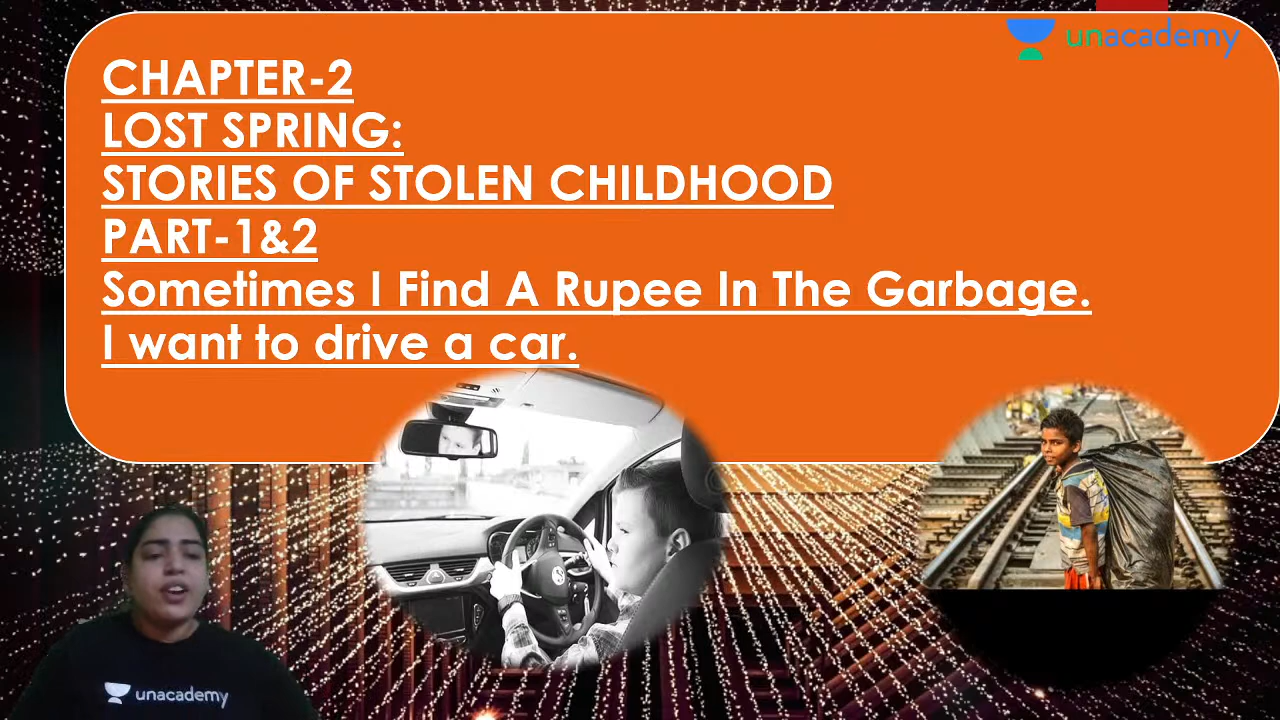 unacademy
CHAPTER-2
LOST SPRING:
STORIES OF STOLEN CHILDHOOD
PART-1&2
Sometimes I Find A Rupee In The Garbage.
I want to drive a car.
unacademy